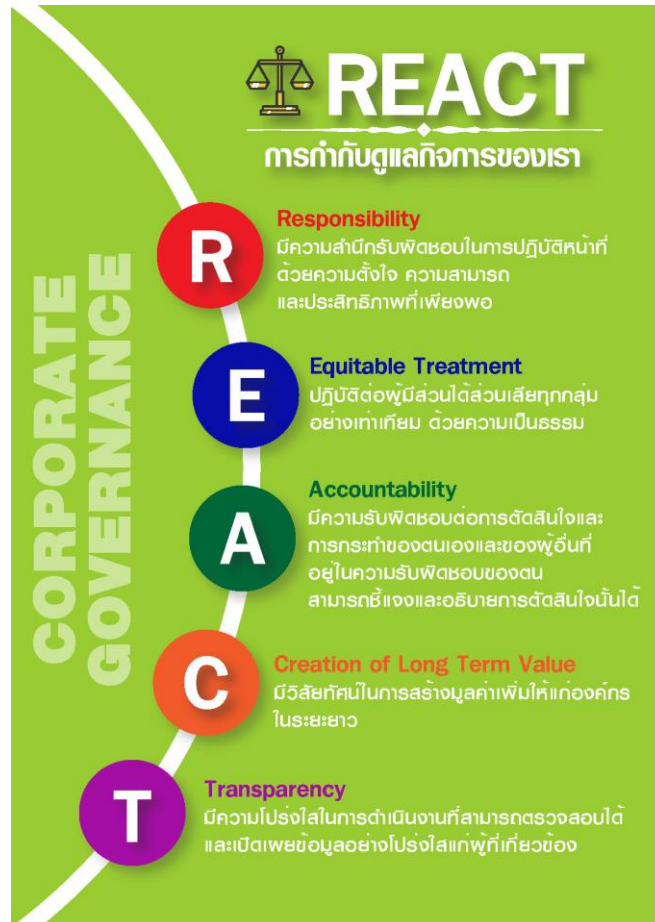 REACT
การกำกับดูแลกิจการของเรา
CORPORATE
GOVERNANCE
R
Responsibility
มีความสำนึกรับผิดชอบในการปฏิบัติหน้าที่
ด้วยความตั้งใจ ความสามารถ
และประสิทธิภาพที่เพียงพอ
E
Equitable Treatment
ปฏิบัติต่อผู้มีส่วนได้ส่วนเสียทุกกลุ่ม
อย่างเท่าเทียม ด้วยความเป็นธรรม
A
Accountability
มีความรับผิดชอบต่อการตัดสินใจและ
การกระทำของตนเองและของผู้อื่นที่
อยู่ในความรับผิดชอบของตน
สามารถชี้แจงและอธิบายการตัดสินใจนั้นได้
C
Creation of Long Term Value
มีวิสัยทัศน์ในการสร้างมูลค่าเพิ่มให้แก่องค์กร
ในระยะยาว
T
Transparency
มีความโปร่งใสในการดำเนินงานที่สามารถตรวจสอบได้
และเปิดเผยข้อมูลอย่างโปร่งใสแก่ผู้ที่เกี่ยวข้อง